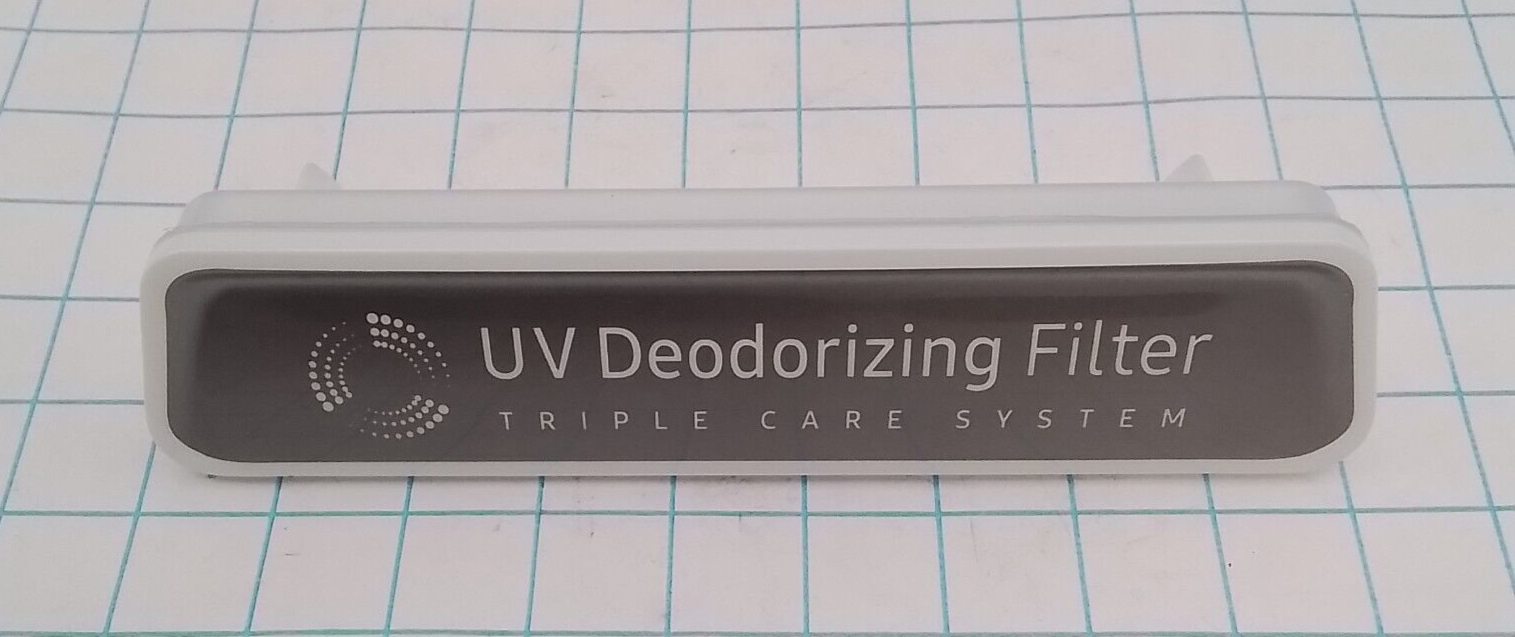 UV Deodorizing Filter
TRIPLE CARE SYSTEM